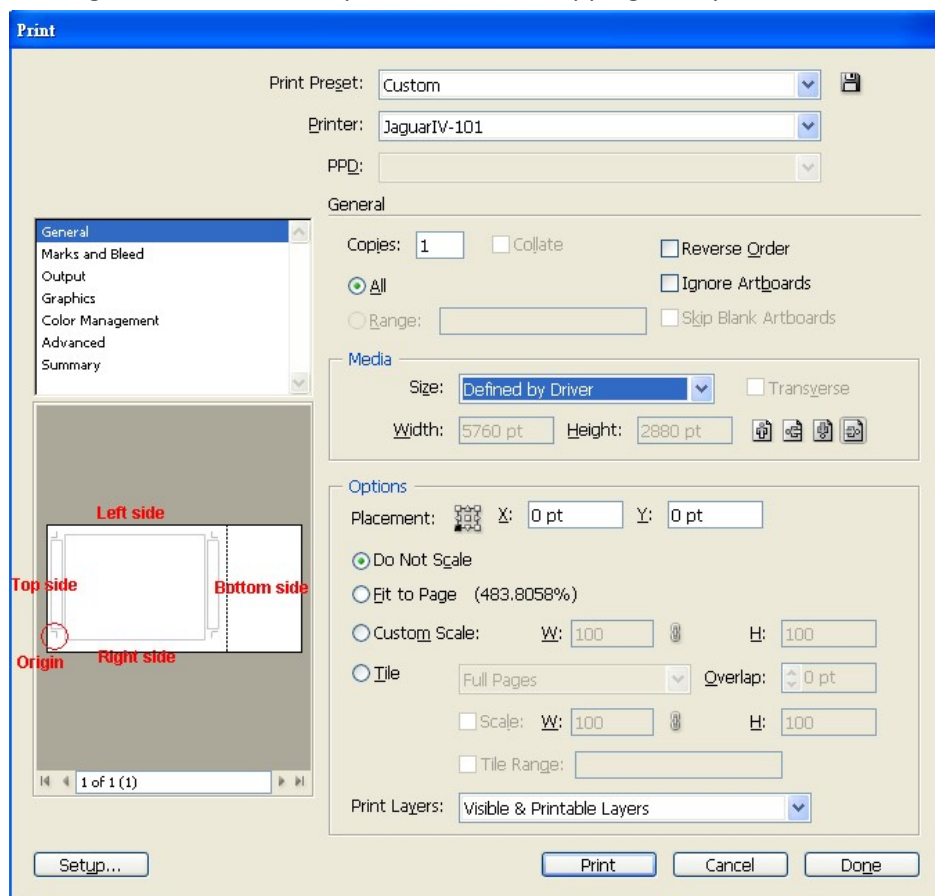 Print
Print Preset: Custom
Printer: JaguarIV-101
PPD:
General
Marks and Bleed
Output
Graphics
Color Management
Advanced
Summary
General
Copies: 1 Collate Reverse Order
All Ignore Artboards
Range: Skip Blank Artboards
Media
Size: Defined by Driver Transverse
Width: 5760 pt Height: 2880 pt
Left side
Top side
Bottom side
Origin
Right side
1 of 1 (1)
Options
Placement: X: 0 pt Y: 0 pt
Do Not Scale
Fit to Page (483.8058%)
Custom Scale: W: 100 H: 100
Tile Full Pages Overlap: 0 pt
Scale: W: 100 H: 100
Tile Range:
Print Layers: Visible & Printable Layers
Setup... Print Cancel Done